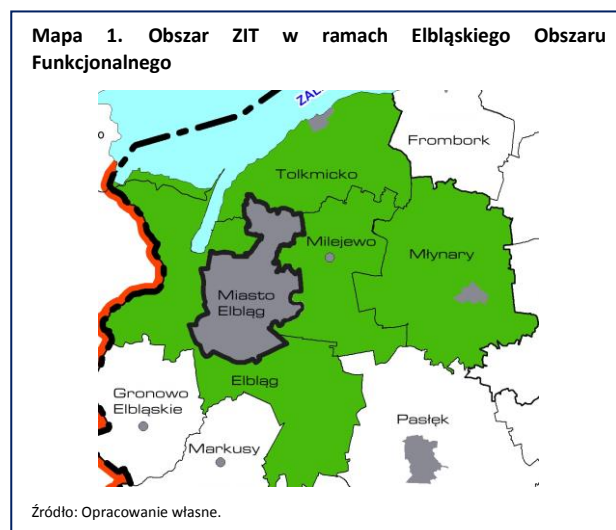 Mapa 1. Obszar ZIT w ramach Elbląskiego Obszaru
Funkcjonalnego
ZAL
o
Frombork
Tolkmicko
Milejewo
Młynary
Miasto
Elbląg
Elbląg
Gronowo
Elbląskie
Pasłęk
Markusy
Źródło: Opracowanie własne.